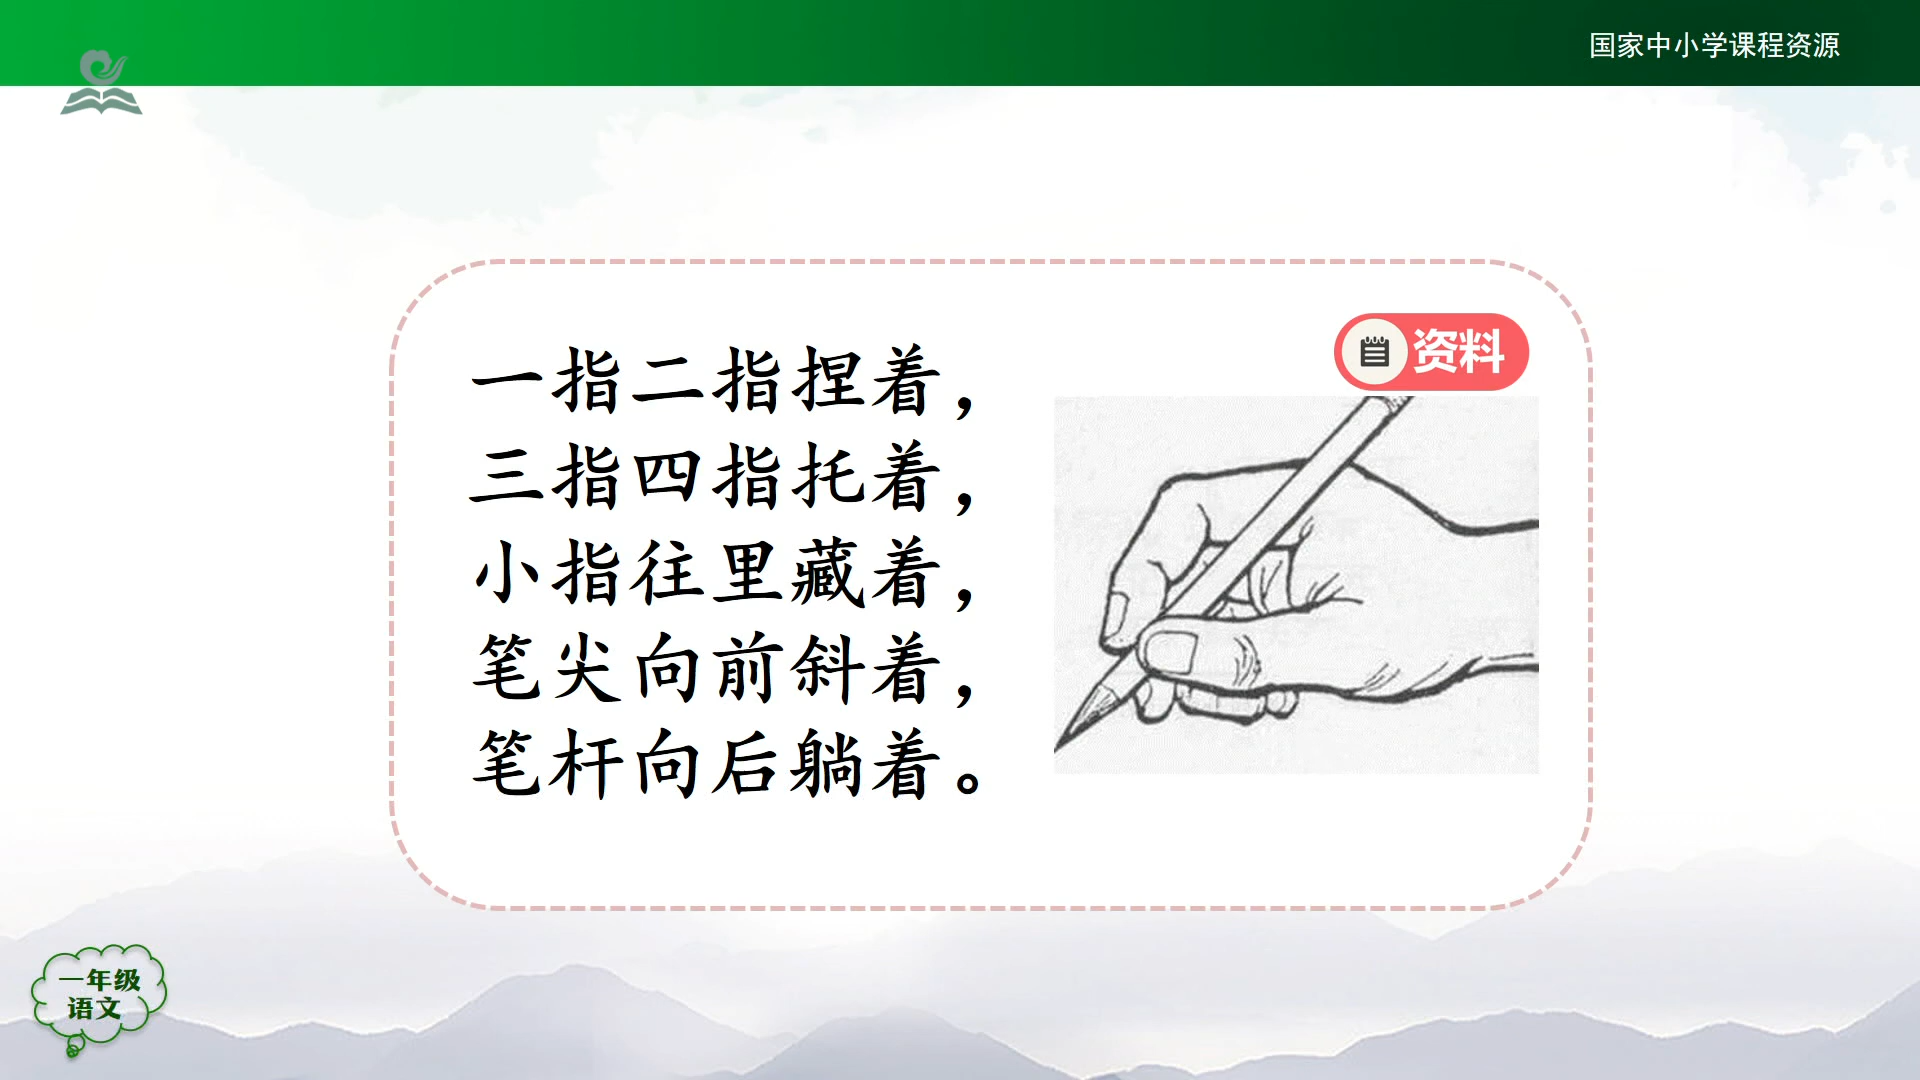 国家中小学课程资源
资料
一指二指捏着，
三指四指托着，
小指往里藏着，
笔尖向前斜着，
笔杆向后躺着。
一年级
语文